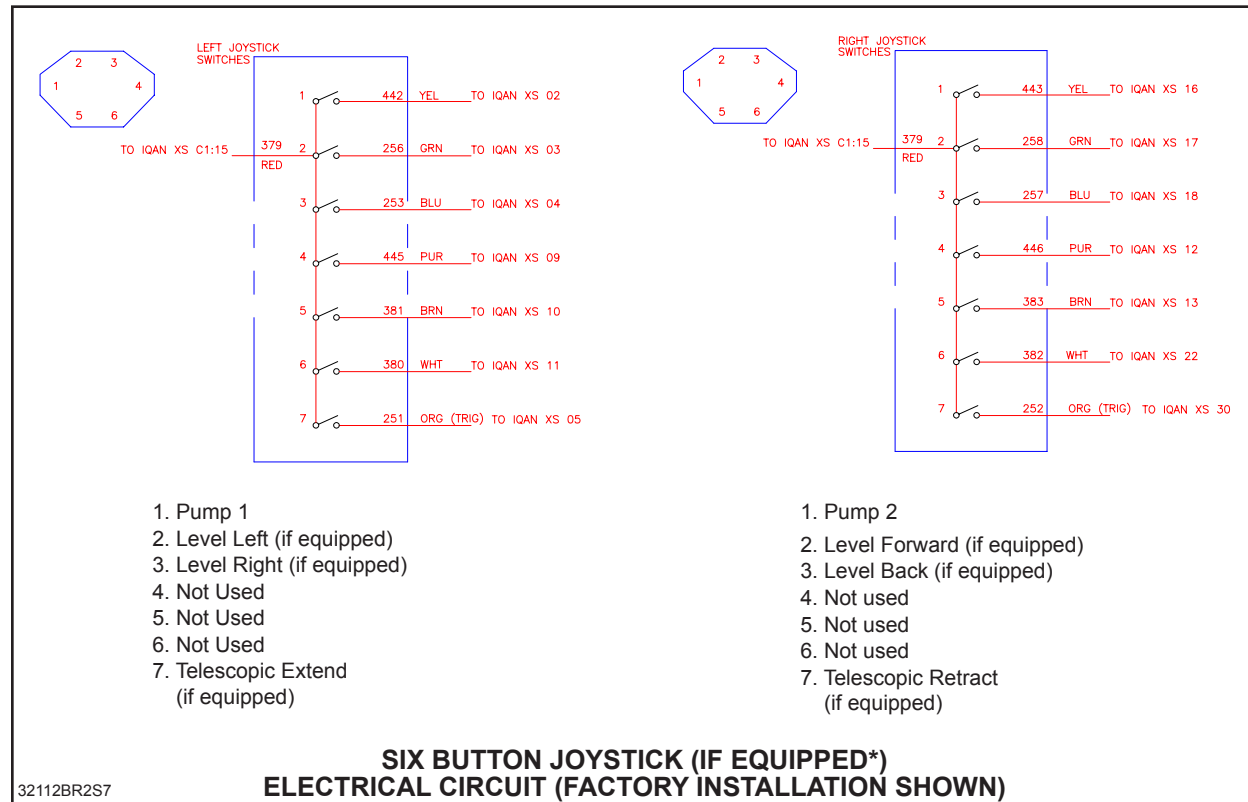 LEFT JOYSTICK
SWITCHES
2 3
1 4
5 6
1 442 YEL TO IQAN XS 02
TO IQAN XS C1:15 379 2 256 GRN TO IQAN XS 03
RED
3 253 BLU TO IQAN XS 04
4 445 PUR TO IQAN XS 09
5 381 BRN TO IQAN XS 10
6 380 WHT TO IQAN XS 11
7 251 ORG (TRIG) TO IQAN XS 05
1. Pump 1
2. Level Left (if equipped)
3. Level Right (if equipped)
4. Not Used
5. Not Used
6. Not Used
7. Telescopic Extend
(if equipped)
RIGHT JOYSTICK
SWITCHES
2 3
1 4
5 6
1 443 YEL TO IQAN XS 16
TO IQAN XS C1:15 379 2 258 GRN TO IQAN XS 17
RED
3 257 BLU TO IQAN XS 18
4 446 PUR TO IQAN XS 12
5 383 BRN TO IQAN XS 13
6 382 WHT TO IQAN XS 22
7 252 ORG (TRIG) TO IQAN XS 30
1. Pump 2
2. Level Forward (if equipped)
3. Level Back (if equipped)
4. Not used
5. Not used
6. Not used
7. Telescopic Retract
(if equipped)
SIX BUTTON JOYSTICK (IF EQUIPPED*)
ELECTRICAL CIRCUIT (FACTORY INSTALLATION SHOWN)
32112BR2S7